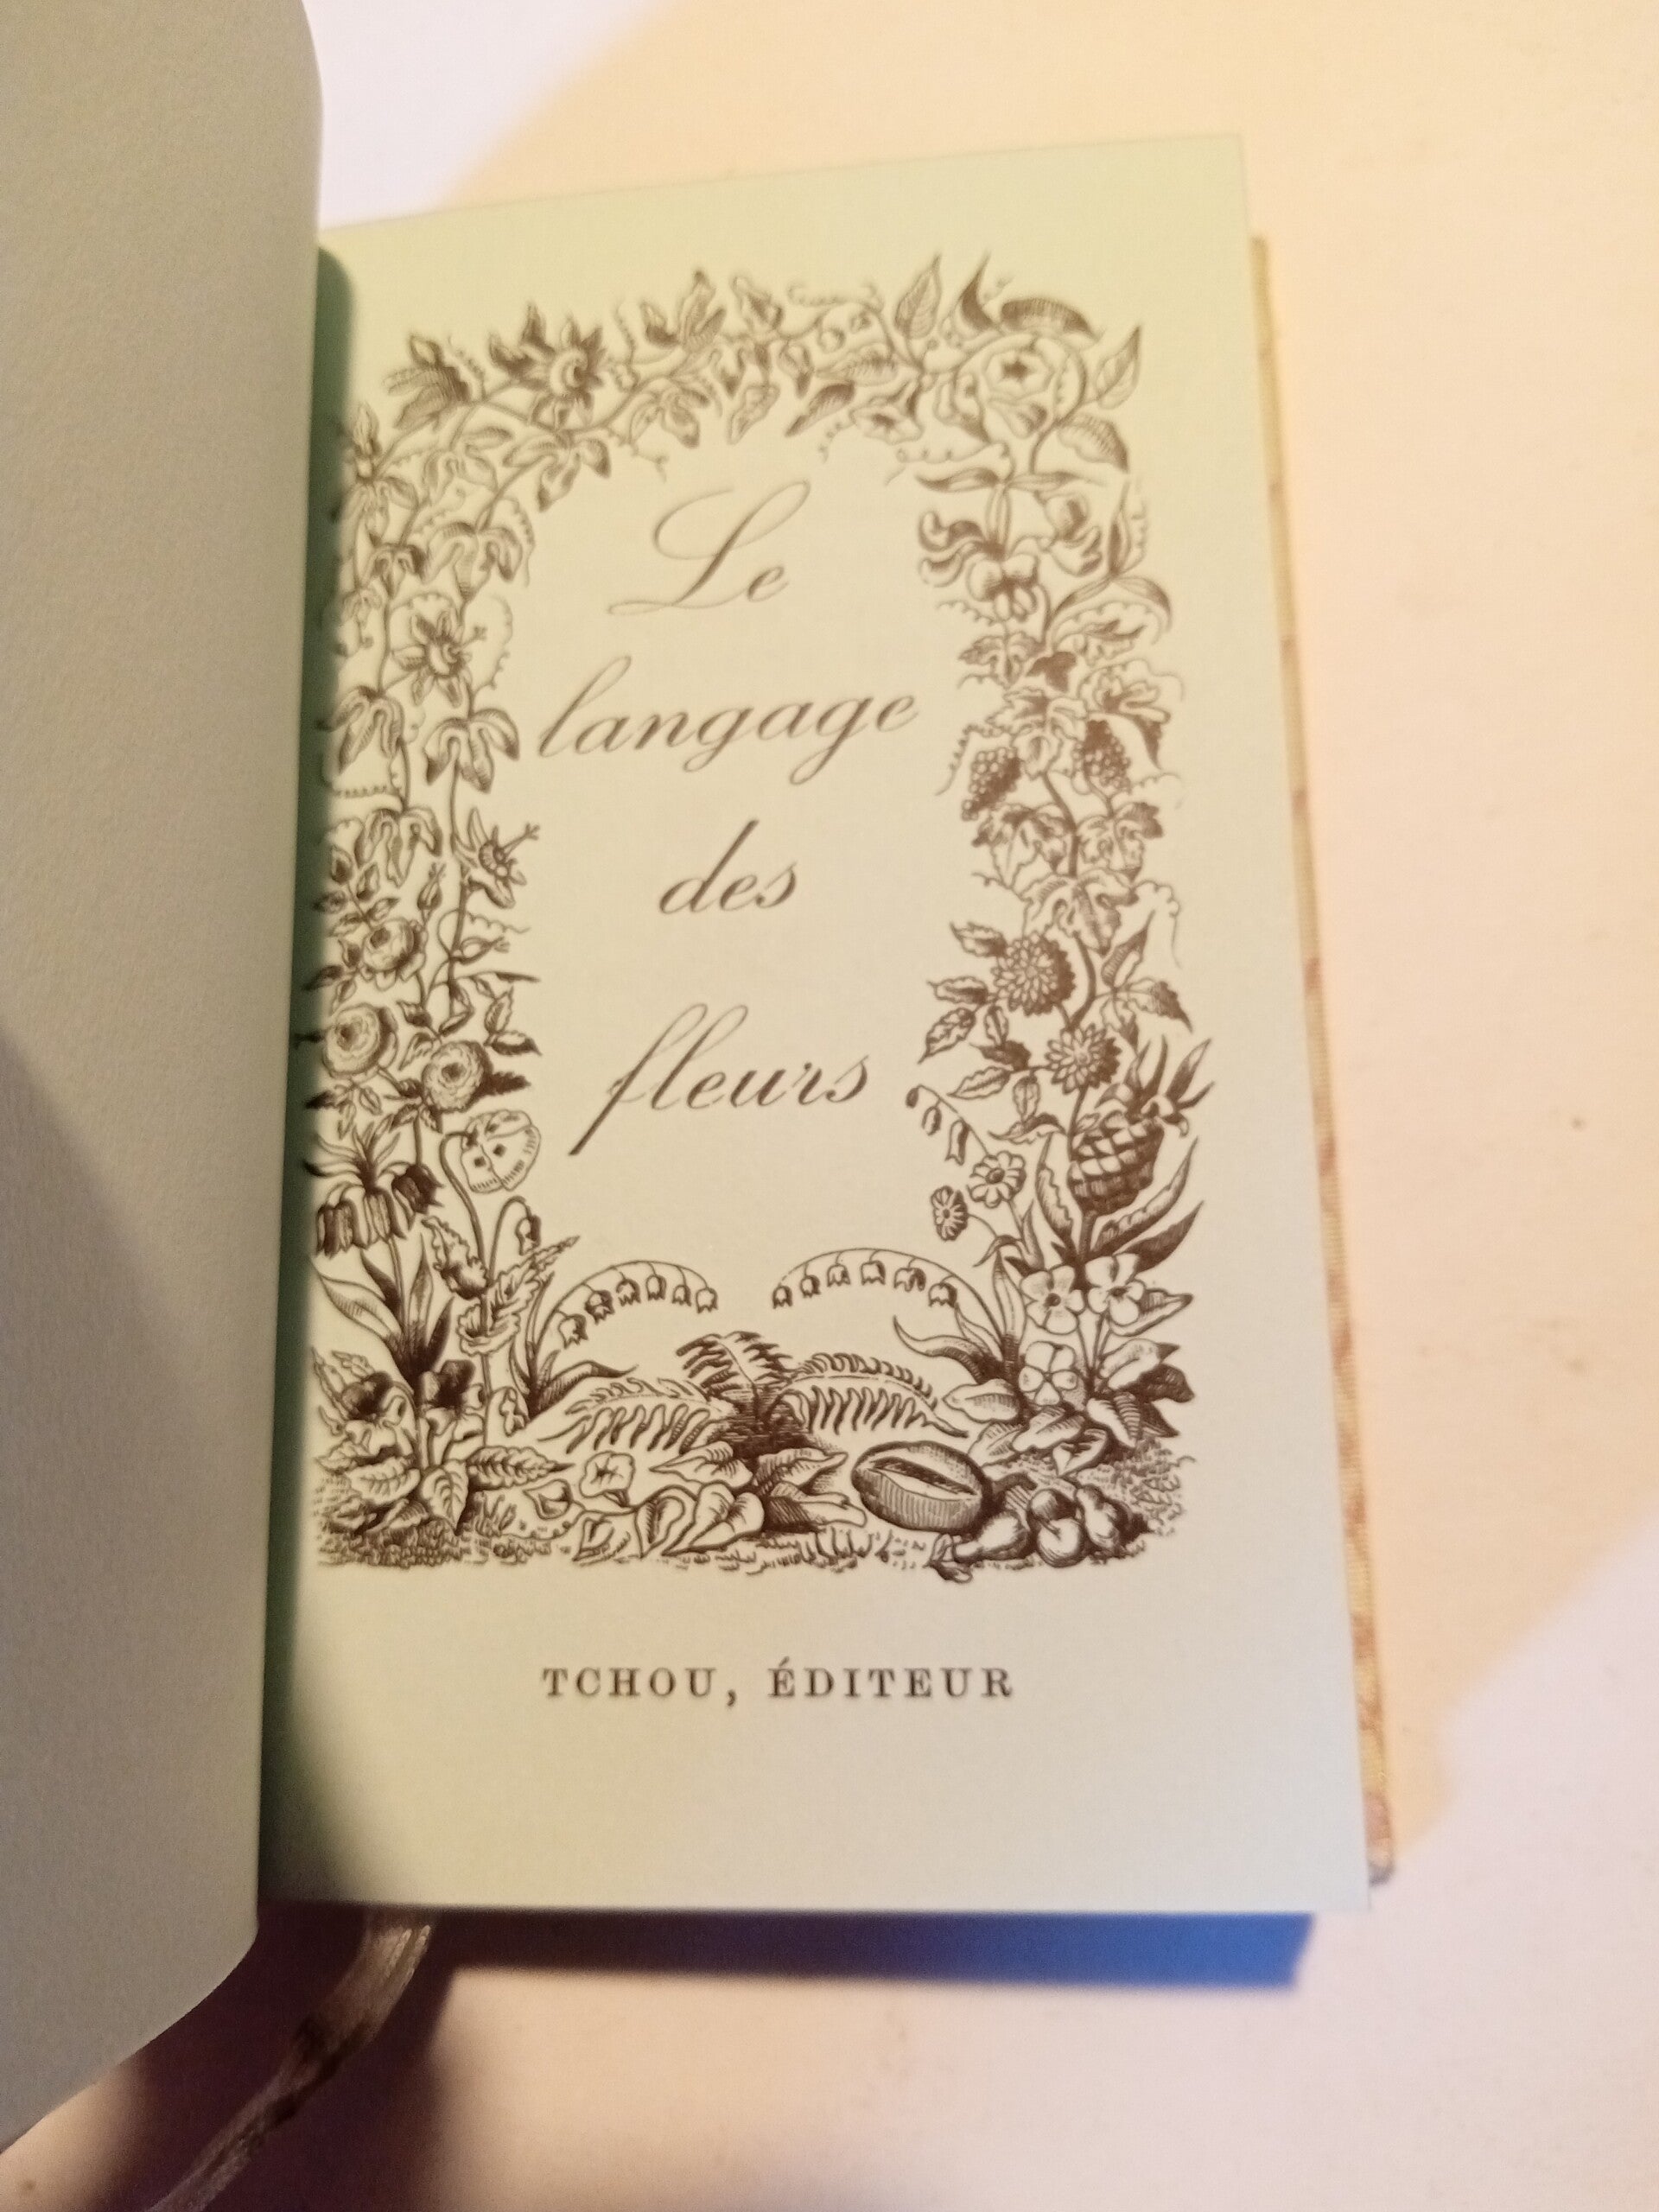 Le
langage
des
fleurs
TCHOU, ÉDITEUR